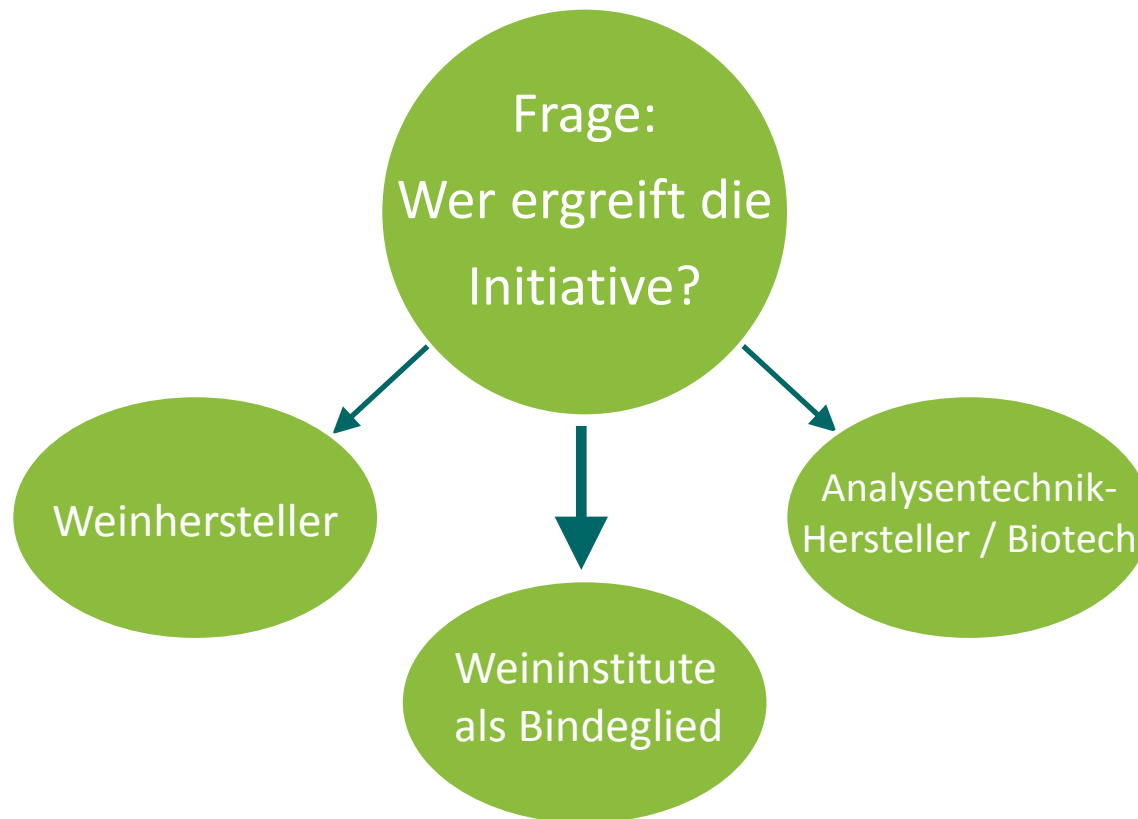 Frage:
Wer ergreift die
Initiative?
Weinhersteller
Analysentechnik-
Hersteller / Biotech
Weininstitute
als Bindeglied